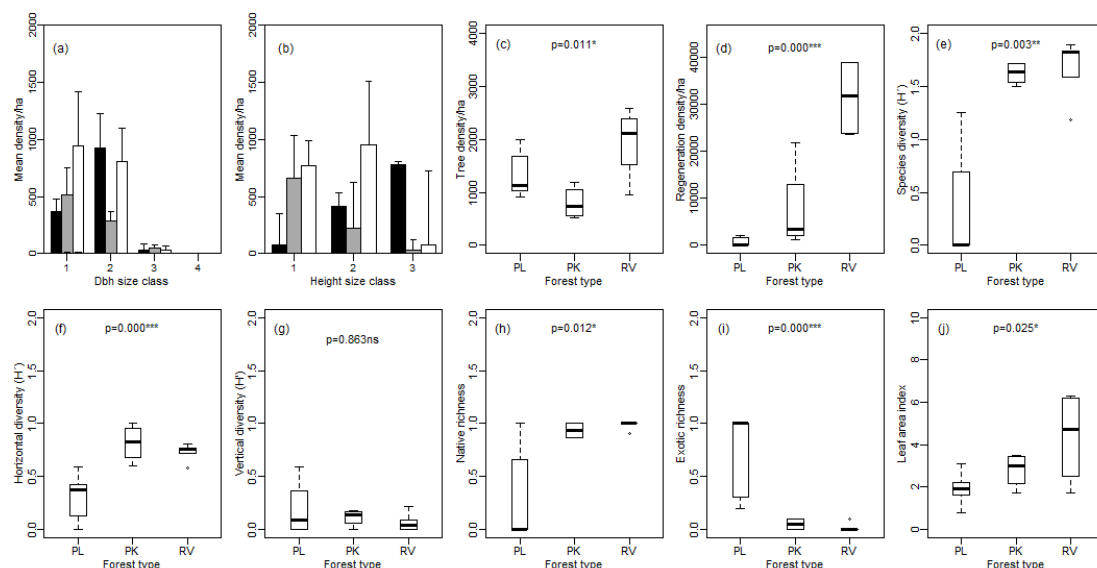 (a)
Mean density/ha
0 500 1000 1500 2000
1 2 3 4
Dbh size class
(b)
Mean density/ha
0 500 1000 1500 2000
1 2 3
Height size class
(c)
p=0.011*
Tree density/ha
0 1000 2000 3000 4000
PL PK RV
Forest type
(d)
p=0.000***
Regeneration density/ha
0 10000 20000 30000 40000
PL PK RV
Forest type
(e)
p=0.003**
Species diversity (H´)
0.0 0.5 1.0 1.5 2.0
PL PK RV
Forest type
(f)
p=0.000***
Horizontal diversity (H´)
0.0 0.5 1.0 1.5 2.0
PL PK RV
Forest type
(g)
p=0.863ns
Vertical diversity (H')
0.0 0.5 1.0 1.5 2.0
PL PK RV
Forest type
(h)
p=0.012*
Native richness
0.0 0.5 1.0 1.5 2.0
PL PK RV
Forest type
(i)
p=0.000***
Exotic richness
0.0 0.5 1.0 1.5 2.0
PL PK RV
Forest type
(j)
p=0.025*
Leaf area index
0 2 4 6 8 10
PL PK RV
Forest type